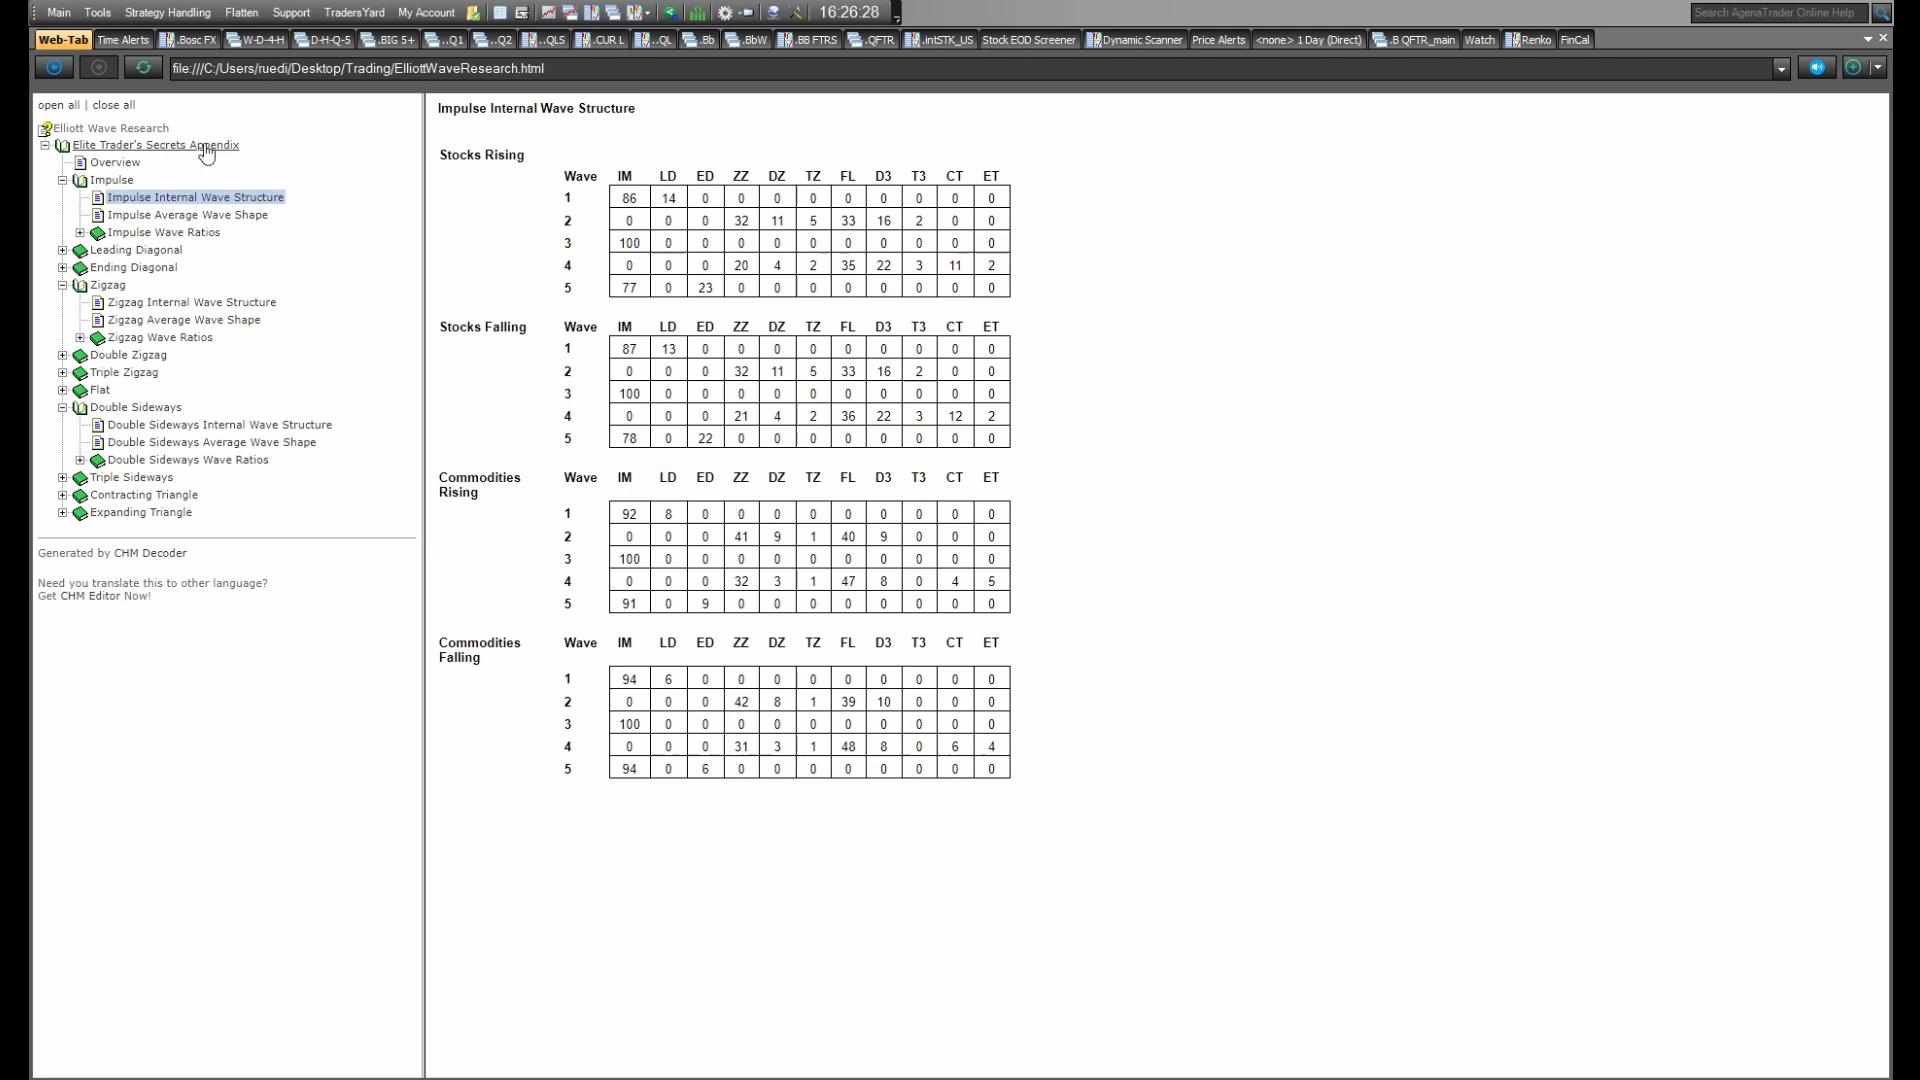 Main Tools Strategy Handling Flatten Support TradersYard My Account 16:26:28 Search AgenaTrader Online Help
Web-Tab Time Alerts .Bosc FX W-D-4-H D-H-Q-5 .BIG 5+ ..Q1 ..Q2 ..QLS .CUR L ..QL .Bb .BbW .BB FTRS .QFTR .intSTK_US Stock EOD Screener Dynamic Scanner Price Alerts <none> 1 Day (Direct) .B QFTR_main Watch Renko FinCal
file:///C:/Users/ruedi/Desktop/Trading/ElliottWaveResearch.html
open all | close all
Elliott Wave Research
Elite Trader's Secrets Appendix
Overview
Impulse
Impulse Internal Wave Structure
Impulse Average Wave Shape
Impulse Wave Ratios
Leading Diagonal
Ending Diagonal
Zigzag
Zigzag Internal Wave Structure
Zigzag Average Wave Shape
Zigzag Wave Ratios
Double Zigzag
Triple Zigzag
Flat
Double Sideways
Double Sideways Internal Wave Structure
Double Sideways Average Wave Shape
Double Sideways Wave Ratios
Triple Sideways
Contracting Triangle
Expanding Triangle
Generated by CHM Decoder
Need you translate this to other language?
Get CHM Editor Now!
Impulse Internal Wave Structure
Stocks Rising
Wave IM LD ED ZZ DZ TZ FL D3 T3 CT ET
1 86 14 0 0 0 0 0 0 0 0 0
2 0 0 0 32 11 5 33 16 2 0 0
3 100 0 0 0 0 0 0 0 0 0 0
4 0 0 0 20 4 2 35 22 3 11 2
5 77 0 23 0 0 0 0 0 0 0 0
Stocks Falling Wave IM LD ED ZZ DZ TZ FL D3 T3 CT ET
1 87 13 0 0 0 0 0 0 0 0 0
2 0 0 0 32 11 5 33 16 2 0 0
3 100 0 0 0 0 0 0 0 0 0 0
4 0 0 0 21 4 2 36 22 3 12 2
5 78 0 22 0 0 0 0 0 0 0 0
Commodities Wave IM LD ED ZZ DZ TZ FL D3 T3 CT ET
Rising
1 92 8 0 0 0 0 0 0 0 0 0
2 0 0 0 41 9 1 40 9 0 0 0
3 100 0 0 0 0 0 0 0 0 0 0
4 0 0 0 32 3 1 47 8 0 4 5
5 91 0 9 0 0 0 0 0 0 0 0
Commodities Wave IM LD ED ZZ DZ TZ FL D3 T3 CT ET
Falling
1 94 6 0 0 0 0 0 0 0 0 0
2 0 0 0 42 8 1 39 10 0 0 0
3 100 0 0 0 0 0 0 0 0 0 0
4 0 0 0 31 3 1 48 8 0 6 4
5 94 0 6 0 0 0 0 0 0 0 0